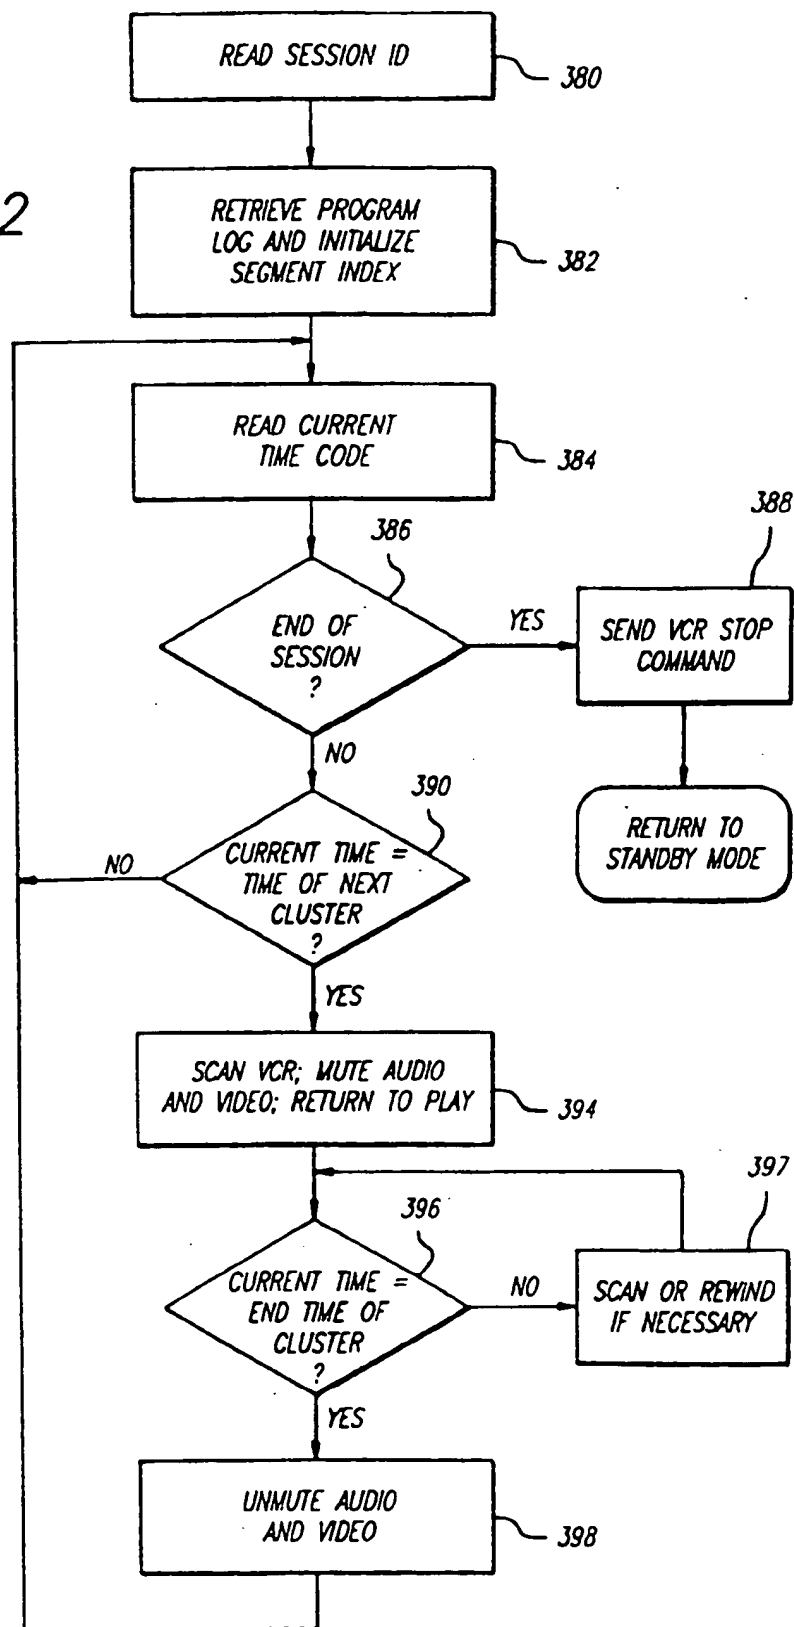 READ SESSION ID
380
2
RETRIEVE PROGRAM
LOG AND INITIALIZE
SEGMENT INDEX
382
READ CURRENT
TIME CODE
384
386
388
END OF
SESSION
?
YES
SEND VCR STOP
COMMAND
NO
390
RETURN TO
STANDBY MODE
CURRENT TIME =
TIME OF NEXT
CLUSTER
?
NO
YES
SCAN VCR; MUTE AUDIO
AND VIDEO; RETURN TO PLAY
394
397
396
CURRENT TIME =
END TIME OF
CLUSTER
?
NO
SCAN OR REWIND
IF NECESSARY
YES
UNMUTE AUDIO
AND VIDEO
398